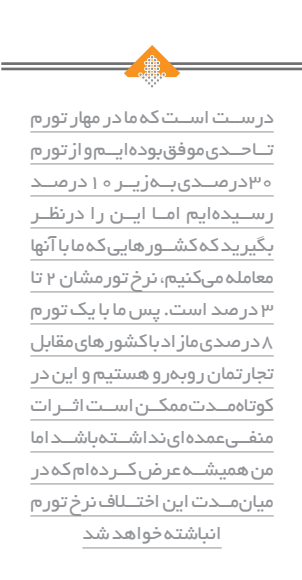 درست است که ما در مهار تورم
تا حدی موفق بوده‌ایم و از تورم
۳۰ درصدی به زیر ۱۰ درصد
رسیده‌ایم اما این را درنظر
بگیرید که کشورهایی که ما با آنها
معامله می‌کنیم، نرخ تورمشان ۲ تا
۳ درصد است. پس ما با یک تورم
۸ درصدی مازاد با کشورهای مقابل
تجارتمان روبه‌رو هستیم و این در
کوتاه‌مدت ممکن است اثرات
منفی عمده‌ای نداشته باشد اما
من همیشه عرض کرده‌ام که در
میان‌مدت این اختلاف نرخ تورم
انباشته خواهد شد